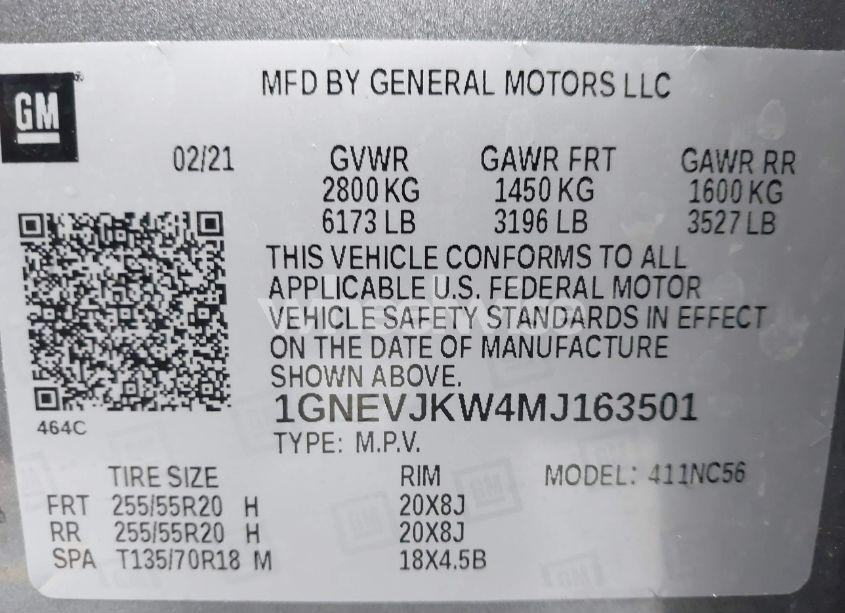 MFD BY GENERAL MOTORS LLC
GM
02/21 GVWR GAWR FRT GAWR RR
2800 KG 1450 KG 1600 KG
6173 LB 3196 LB 3527 LB
THIS VEHICLE CONFORMS TO ALL
APPLICABLE U.S. FEDERAL MOTOR
VEHICLE SAFETY STANDARDS IN EFFECT
ON THE DATE OF MANUFACTURE
SHOWN ABOVE.
464C
1GNEVJKW4MJ163501
TYPE: M.P.V.
TIRE SIZE RIM MODEL: 411NC56
FRT 255/55R20 H 20X8J
RR 255/55R20 H 20X8J
SPA T135/70R18 M 18X4.5B
GM
GM